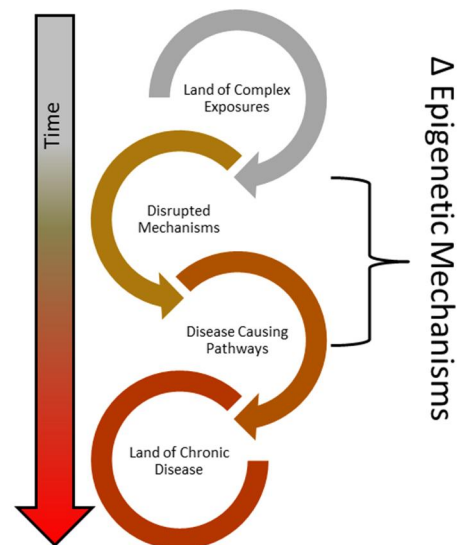 Time
Land of Complex
Exposures
Disrupted
Mechanisms
Disease Causing
Pathways
Land of Chronic
Disease
Δ Epigenetic Mechanisms